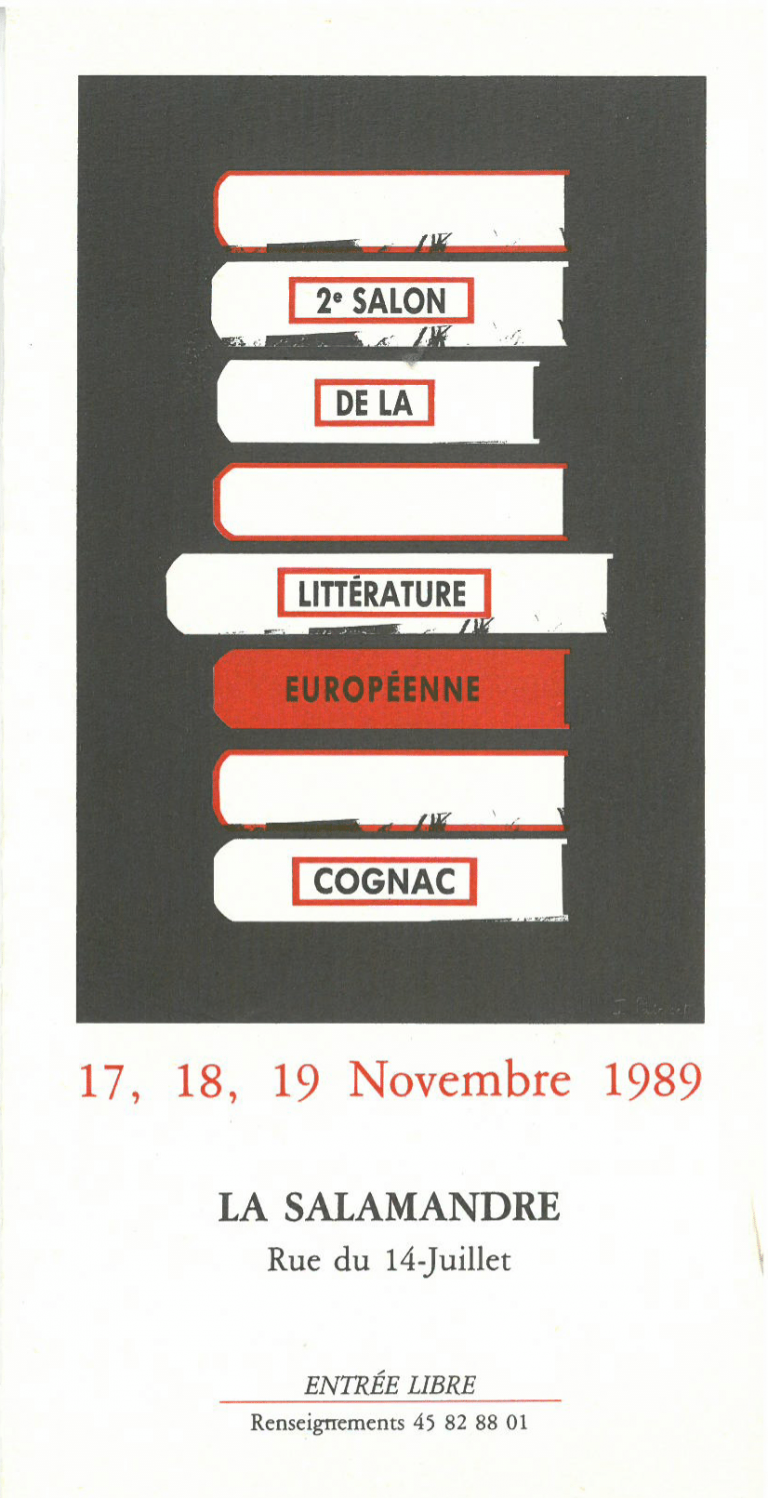 2e SALON
DE LA
LITTÉRATURE
EUROPÉENNE
COGNAC
17, 18, 19 Novembre 1989
LA SALAMANDRE
Rue du 14-Juillet
ENTRÉE LIBRE
Renseignements 45 82 88 01